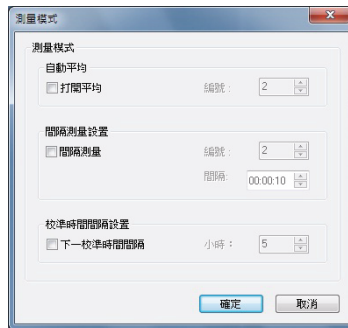 測量模式
測量模式
自動平均
打開平均 編號： 2
間隔測量設置
間隔測量 編號： 2
間隔: 00:00:10
校準時間間隔設置
下一校準時間間隔 小時： 5
確定 取消